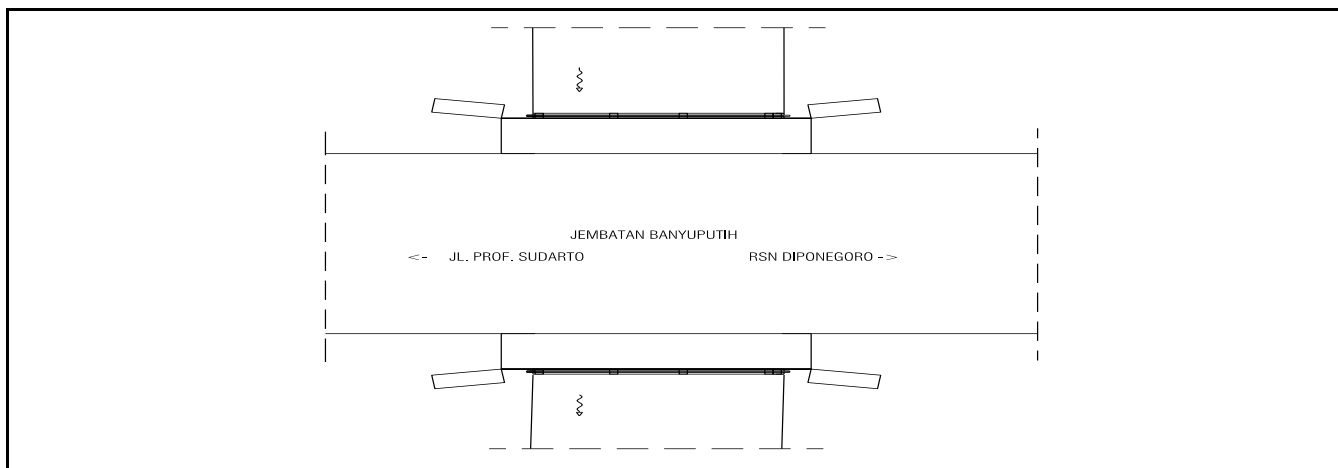 JEMBATAN BANYUPUTIH
<- JL. PROF. SUDARTO RSN DIPONEGORO ->